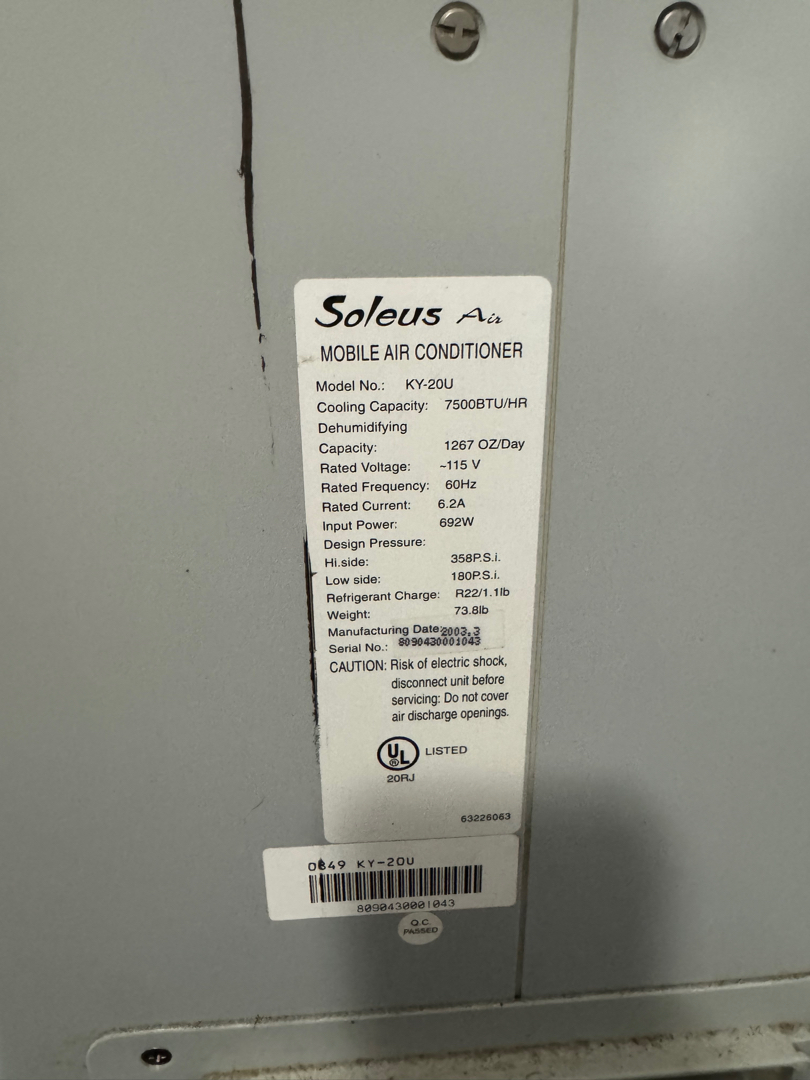 Soleus Air
MOBILE AIR CONDITIONER
Model No.: KY-20U
Cooling Capacity: 7500BTU/HR
Dehumidifying
Capacity: 1267 OZ/Day
Rated Voltage: ~115 V
Rated Frequency: 60Hz
Rated Current: 6.2A
Input Power: 692W
Design Pressure:
Hi.side: 358P.S.i.
Low side: 180P.S.i.
Refrigerant Charge: R22/1.1lb
Weight: 73.8lb
Manufacturing Date: 2003.3
Serial No.: 8090430001043
CAUTION: Risk of electric shock,
disconnect unit before
servicing: Do not cover
air discharge openings.
UL ® LISTED
20RJ
63226063
KY-20U
8090430001043
Q.C.
PASSED